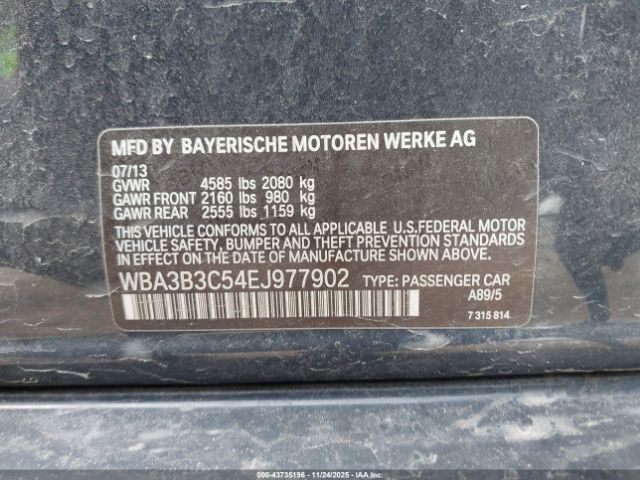 MFD BY BAYERISCHE MOTOREN WERKE AG
07/13
GVWR 4585 lbs 2080 kg
GAWR FRONT 2160 lbs 980 kg
GAWR REAR 2555 lbs 1159 kg
THIS VEHICLE CONFORMS TO ALL APPLICABLE U.S.FEDERAL MOTOR
VEHICLE SAFETY, BUMPER AND THEFT PREVENTION STANDARDS
IN EFFECT ON THE DATE OF MANUFACTURE SHOWN ABOVE.
WBA3B3C54EJ977902 TYPE: PASSENGER CAR
A89/5
7 315 814
000-43735196 - 11/24/2025 - IAAI.CA